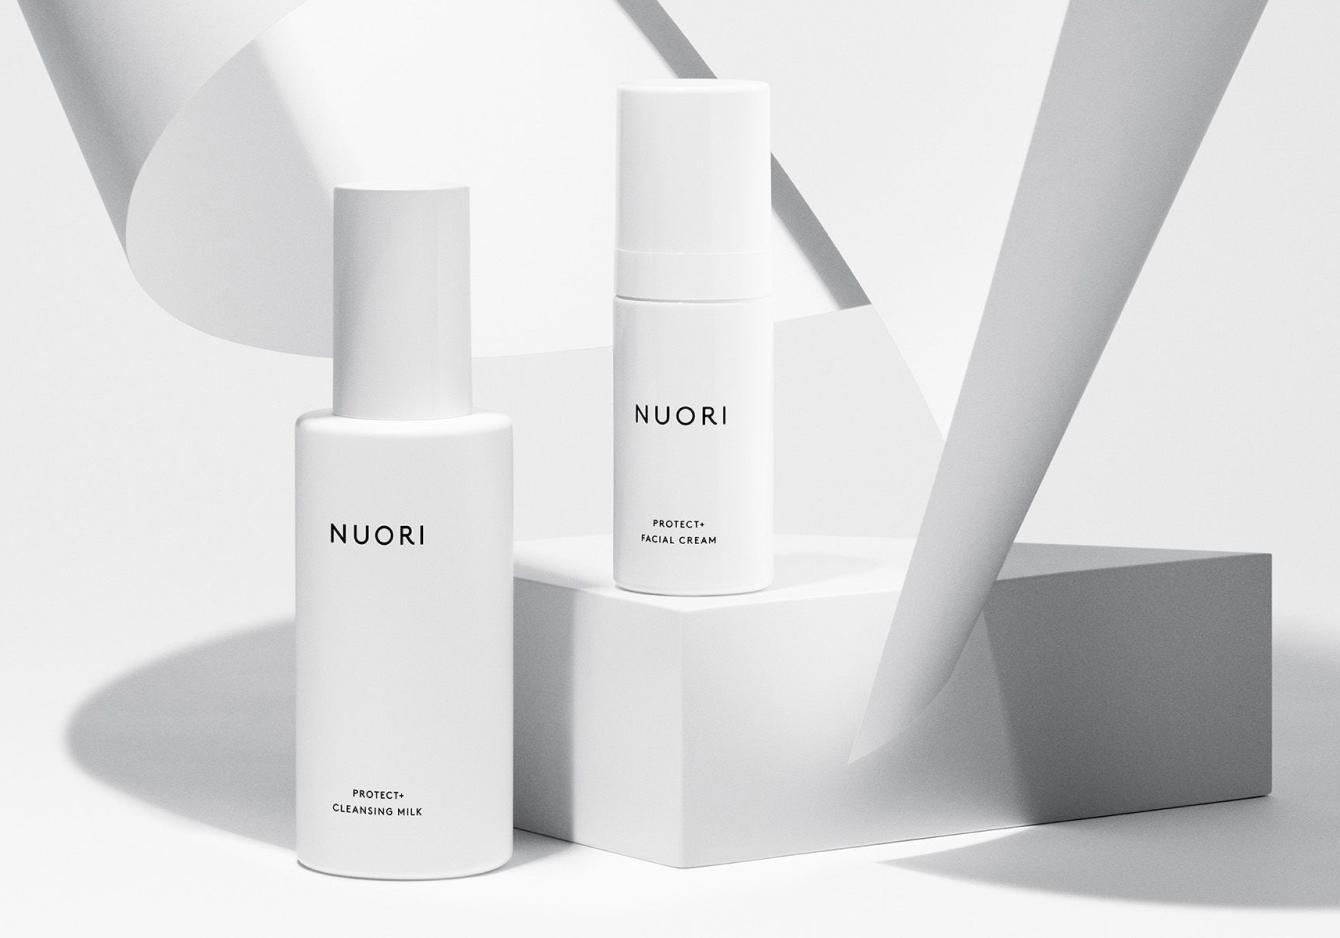 NUORI
PROTECT+
CLEANSING MILK
NUORI
PROTECT+
FACIAL CREAM